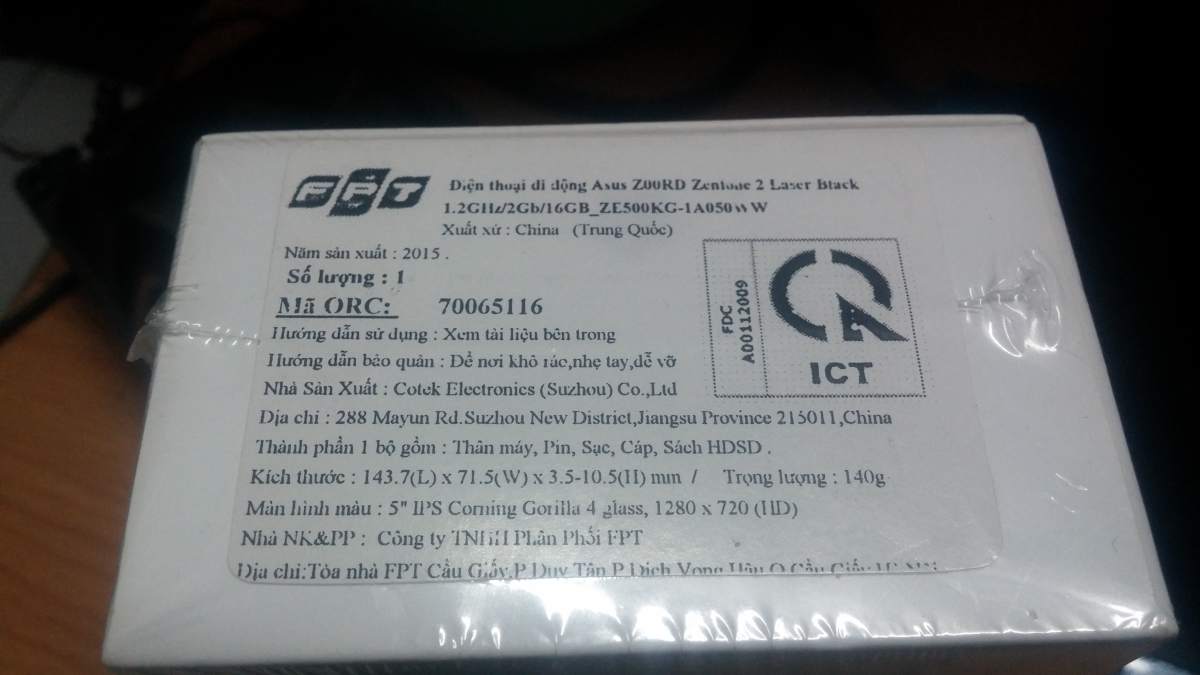 FPT
Điện thoại di động Asus Z00RD Zenfone 2 Laser Black
1.2GHz/2Gb/16GB_ZE500KG-1A050WW
Xuất xứ : China (Trung Quốc)
Năm sản xuất : 2015 .
Số lượng : 1
Mã ORC: 70065116
FDC
A00112009
ICT
Hướng dẫn sử dụng : Xem tài liệu bên trong
Hướng dẫn bảo quản : Để nơi khô rác,nhẹ tay,dễ vỡ
Nhà Sản Xuất : Cotek Electronics (Suzhou) Co.,Ltd
Địa chỉ : 288 Mayun Rd.Suzhou New District,Jiangsu Province 215011,China
Thành phần 1 bộ gồm : Thân máy, Pin, Sạc, Cáp, Sách HDSD .
Kích thước : 143.7(L) x 71.5(W) x 3.5-10.5(H) mm / Trọng lượng : 140g
Màn hình màu : 5" IPS Corning Gorilla 4 glass, 1280 x 720 (HD)
Nhà NK&PP : Công ty TNHH Phân Phối FPT
Địa chỉ:Tòa nhà FPT Cầu Giấy,P Duy Tân P Dịch Vọng Hậu Q Cầu Giấy